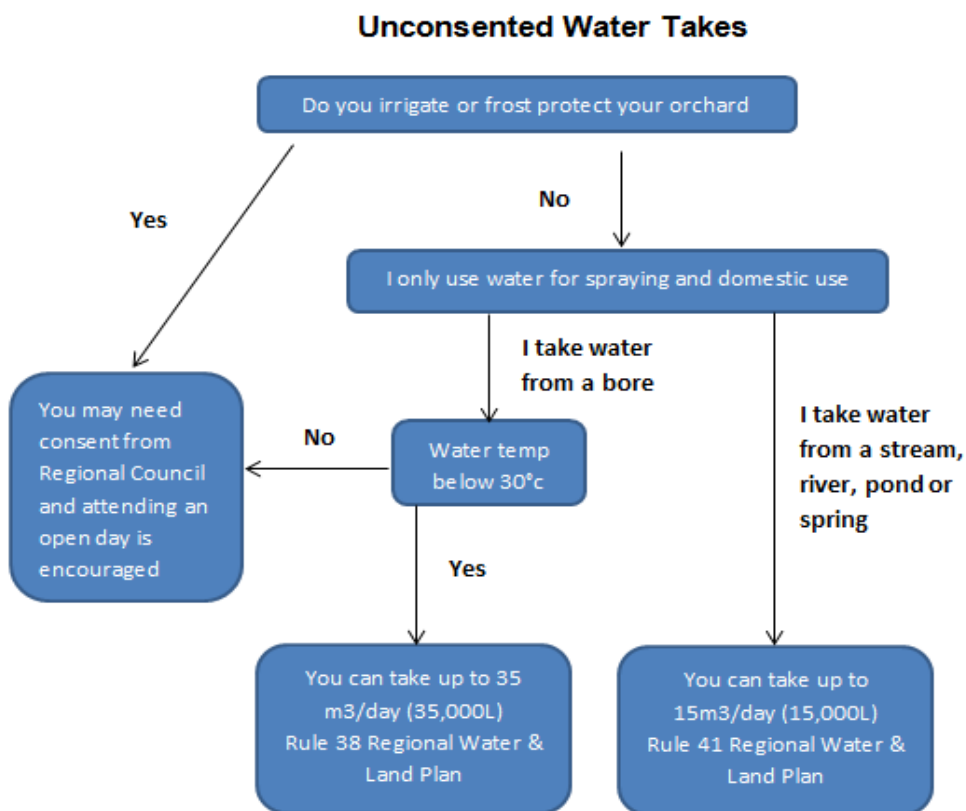 Unconsented Water Takes
Do you irrigate or frost protect your orchard
Yes
No
I only use water for spraying and domestic use
I take water
from a bore
I take water
from a stream,
river, pond or
spring
You may need
consent from
Regional Council
and attending an
open day is
encouraged
No
Water temp
below 30°c
Yes
You can take up to 35
m3/day (35,000L)
Rule 38 Regional Water &
Land Plan
You can take up to
15m3/day (15,000L)
Rule 41 Regional Water &
Land Plan